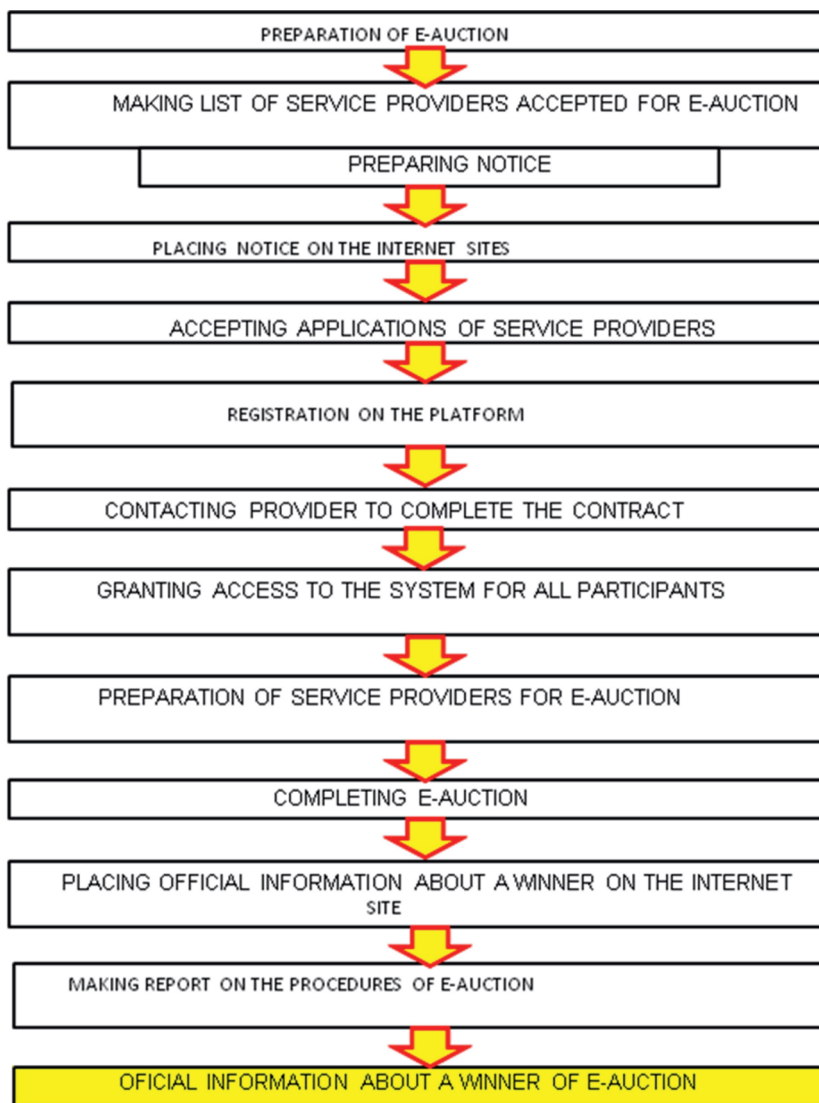 PREPARATION OF E-AUCTION
MAKING LIST OF SERVICE PROVIDERS ACCEPTED FOR E-AUCTION
PREPARING NOTICE
PLACING NOTICE ON THE INTERNET SITES
ACCEPTING APPLICATIONS OF SERVICE PROVIDERS
REGISTRATION ON THE PLATFORM
CONTACTING PROVIDER TO COMPLETE THE CONTRACT
GRANTING ACCESS TO THE SYSTEM FOR ALL PARTICIPANTS
PREPARATION OF SERVICE PROVIDERS FOR E-AUCTION
COMPLETING E-AUCTION
PLACING OFFICIAL INFORMATION ABOUT A WINNER ON THE INTERNET
SITE
MAKING REPORT ON THE PROCEDURES OF E-AUCTION
OFICIAL INFORMATION ABOUT A WINNER OF E-AUCTION